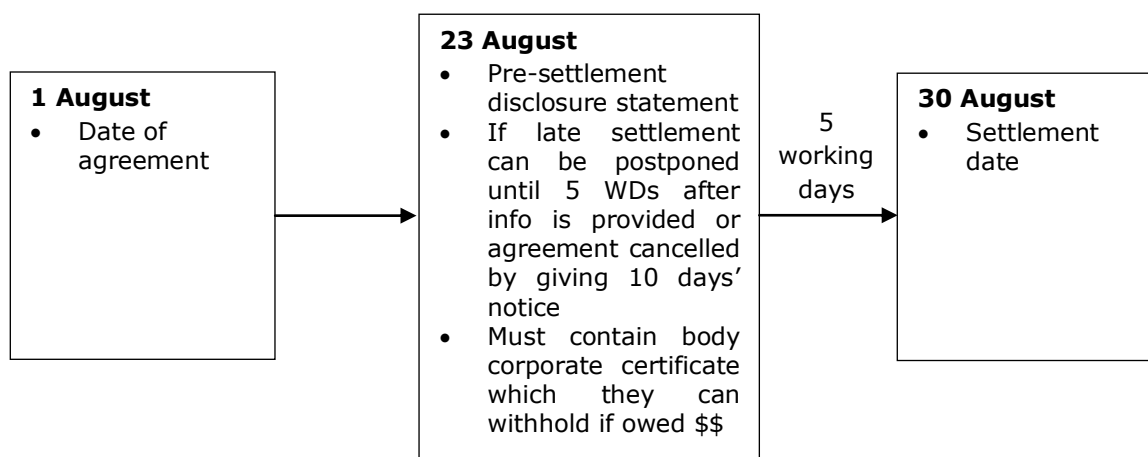 1 August
• Date of
agreement
23 August
• Pre-settlement
disclosure statement
• If late settlement
can be postponed
until 5 WDs after
info is provided or
agreement cancelled
by giving 10 days’
notice
• Must contain body
corporate certificate
which they can
withhold if owed $$
5
working
days
30 August
• Settlement
date